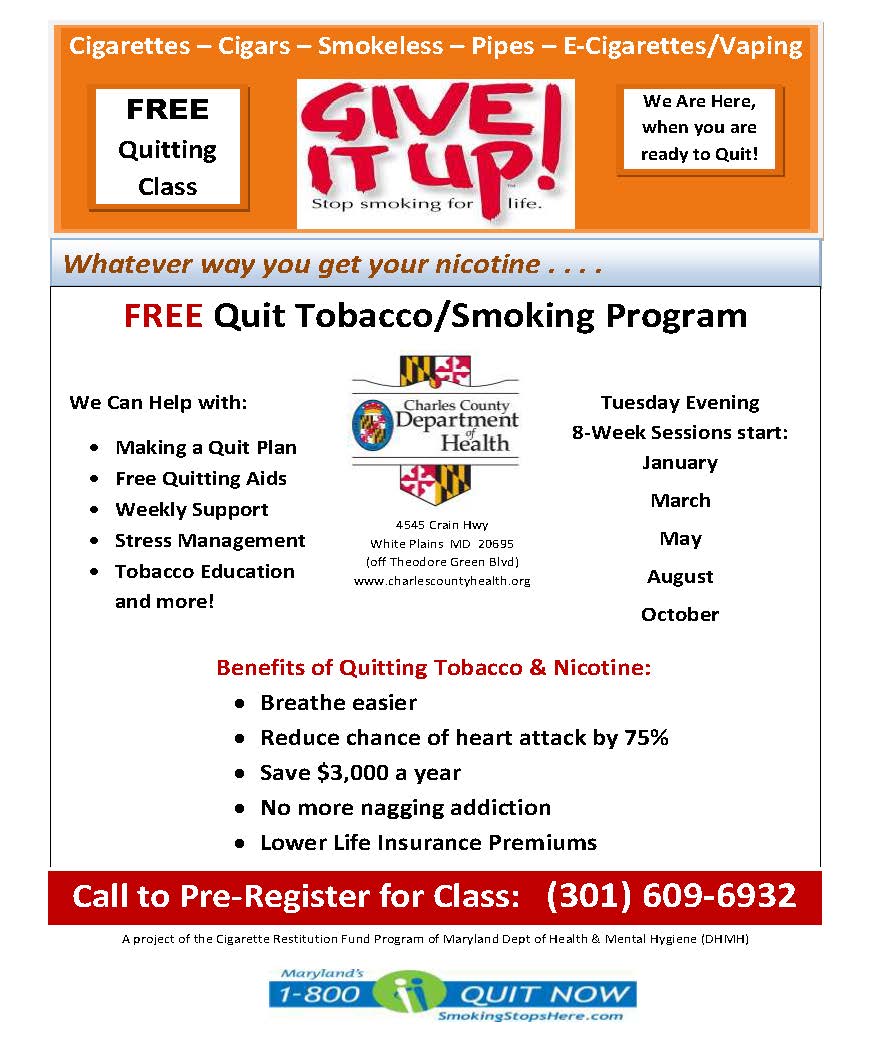 Cigarettes – Cigars – Smokeless – Pipes – E-Cigarettes/Vaping
FREE
Quitting
Class
GIVE
IT UP!
™
Stop smoking for life.
We Are Here,
when you are
ready to Quit!
Whatever way you get your nicotine . . . .
FREE Quit Tobacco/Smoking Program
We Can Help with:
• Making a Quit Plan
• Free Quitting Aids
• Weekly Support
• Stress Management
• Tobacco Education
and more!
Charles County
Department
of
Health
4545 Crain Hwy
White Plains MD 20695
(off Theodore Green Blvd)
www.charlescountyhealth.org
Tuesday Evening
8-Week Sessions start:
January
March
May
August
October
Benefits of Quitting Tobacco & Nicotine:
• Breathe easier
• Reduce chance of heart attack by 75%
• Save $3,000 a year
• No more nagging addiction
• Lower Life Insurance Premiums
Call to Pre-Register for Class: (301) 609-6932
A project of the Cigarette Restitution Fund Program of Maryland Dept of Health & Mental Hygiene (DHMH)
Maryland's
1-800 QUIT NOW
SmokingStopsHere.com